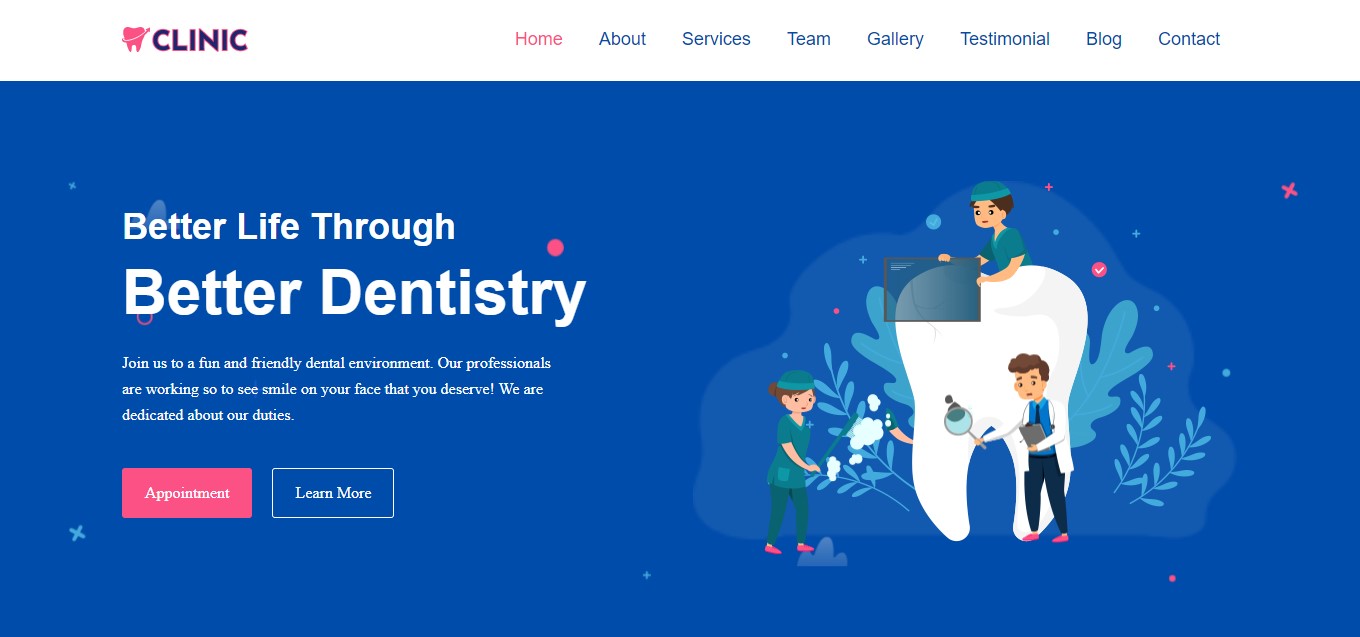 CLINIC
Home About Services Team Gallery Testimonial Blog Contact
Better Life Through
Better Dentistry
Join us to a fun and friendly dental environment. Our professionals
are working so to see smile on your face that you deserve! We are
dedicated about our duties.
Appointment Learn More